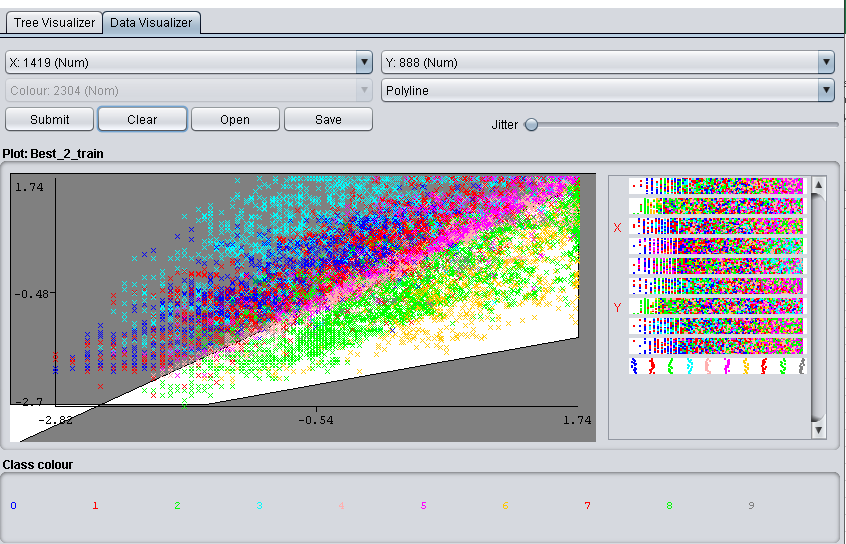 Tree Visualizer Data Visualizer
X: 1419 (Num) Y: 888 (Num)
Colour: 2304 (Nom) Polyline
Submit Clear Open Save Jitter
Plot: Best_2_train
1.74
X
-0.48
Y
-2.7
-2.82 -0.54 1.74
Class colour
0 1 2 3 4 5 6 7 8 9